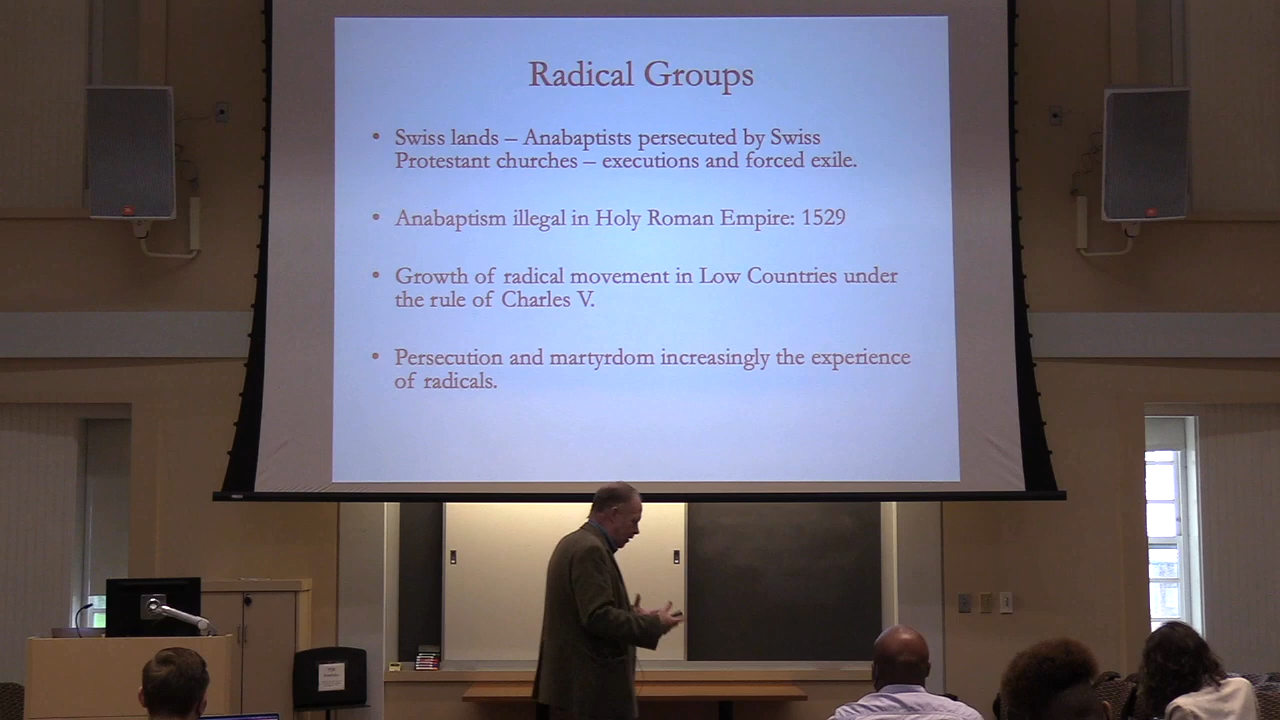 Radical Groups
• Swiss lands – Anabaptists persecuted by Swiss
Protestant churches – executions and forced exile.
• Anabaptism illegal in Holy Roman Empire: 1529
• Growth of radical movement in Low Countries under
the rule of Charles V.
• Persecution and martyrdom increasingly the experience
of radicals.